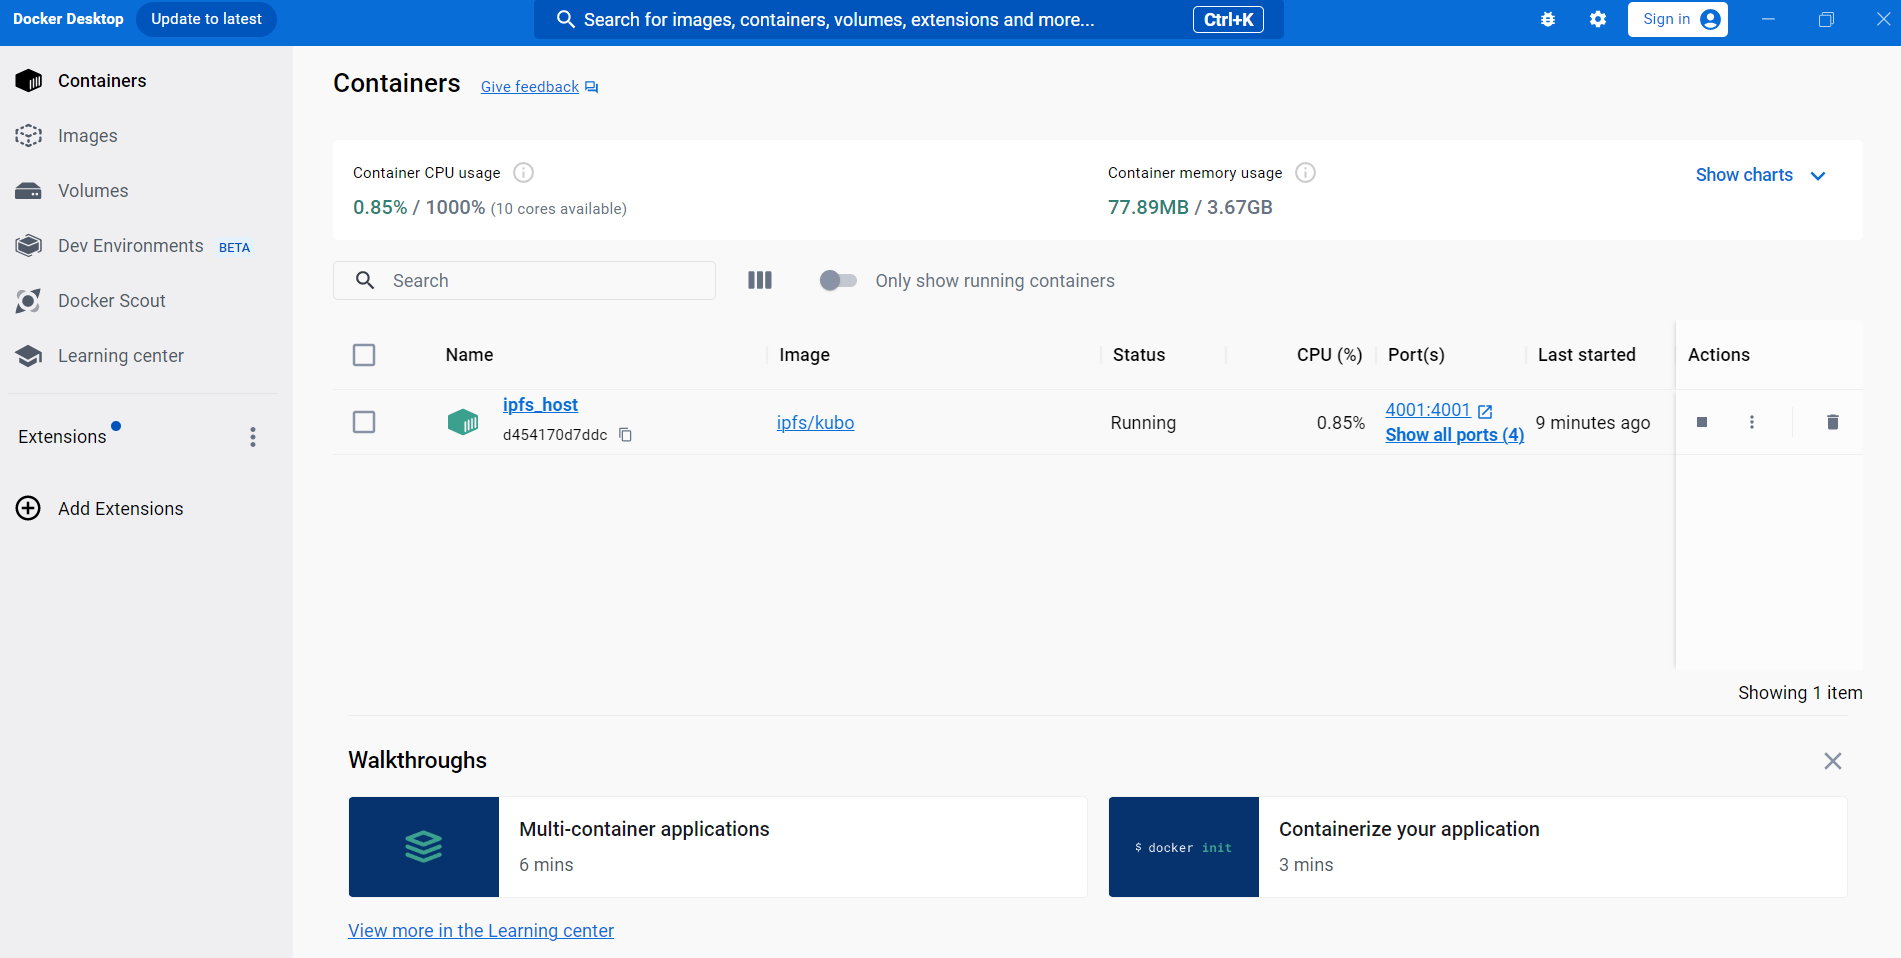 Docker Desktop Update to latest
Search for images, containers, volumes, extensions and more... Ctrl+K
Sign in
Containers
Images
Volumes
Dev Environments BETA
Docker Scout
Learning center
Extensions
Add Extensions
Containers Give feedback
Container CPU usage
0.85% / 1000% (10 cores available)
Container memory usage
77.89MB / 3.67GB
Show charts
Search
Only show running containers
Name Image Status CPU (%) Port(s) Last started Actions
ipfs_host
d454170d7ddc
ipfs/kubo
Running
0.85%
4001:4001
Show all ports (4)
9 minutes ago
Showing 1 item
Walkthroughs
Multi-container applications
6 mins
$ docker init
Containerize your application
3 mins
View more in the Learning center